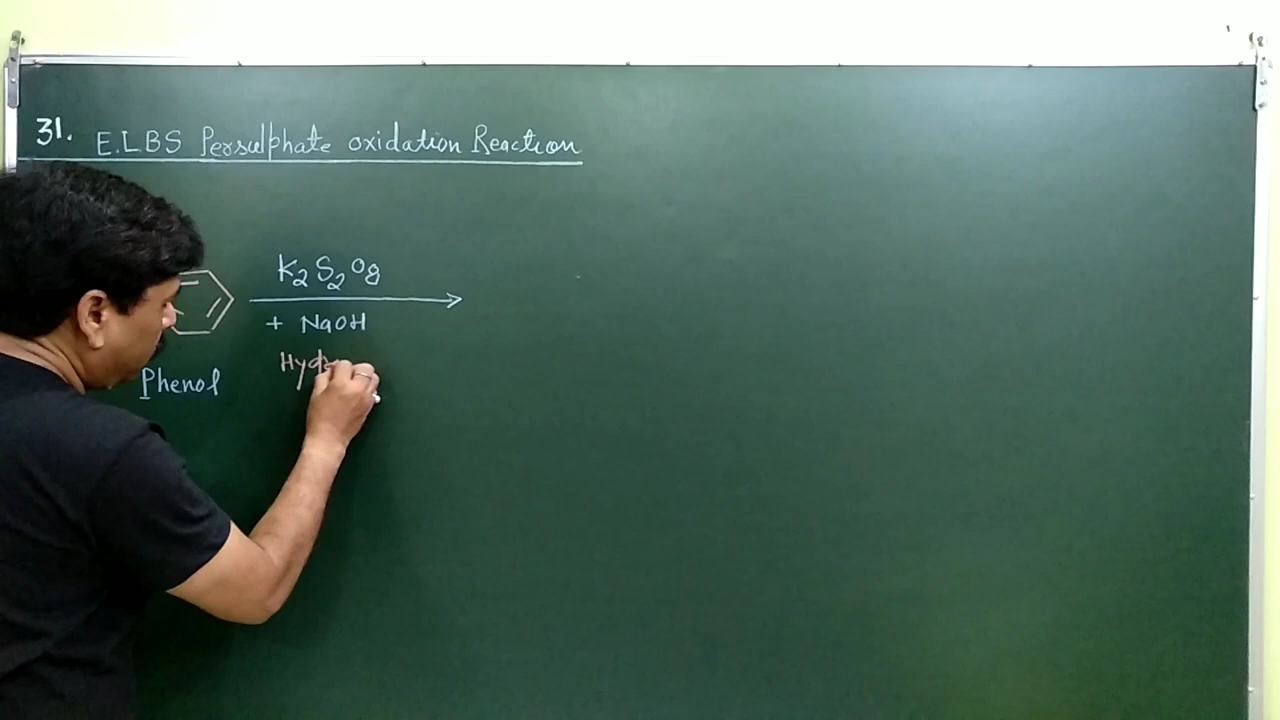 31. E.LBS Persulphate oxidation Reaction
K2S2O8
+ NaOH
Phenol